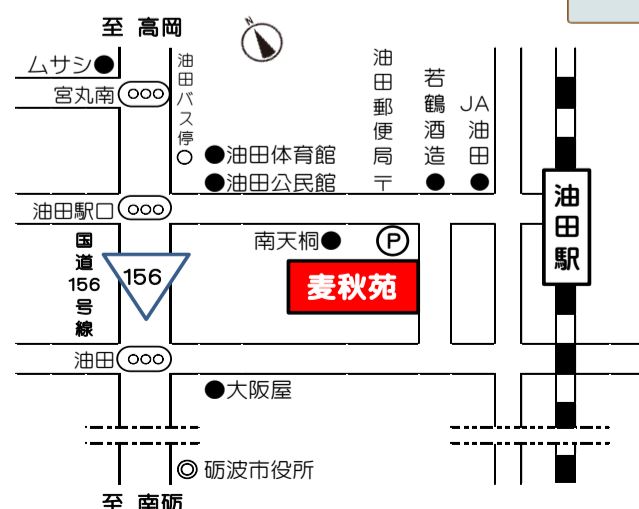 至 高岡
N
ムサシ
宮丸南
油田バス停
油田体育館
油田公民館
油田郵便局
〒
若鶴酒造
JA油田
油田駅
油田駅口
国道156号線
156
南天桐
P
麦秋苑
油田
大阪屋
砺波市役所
至 南砺